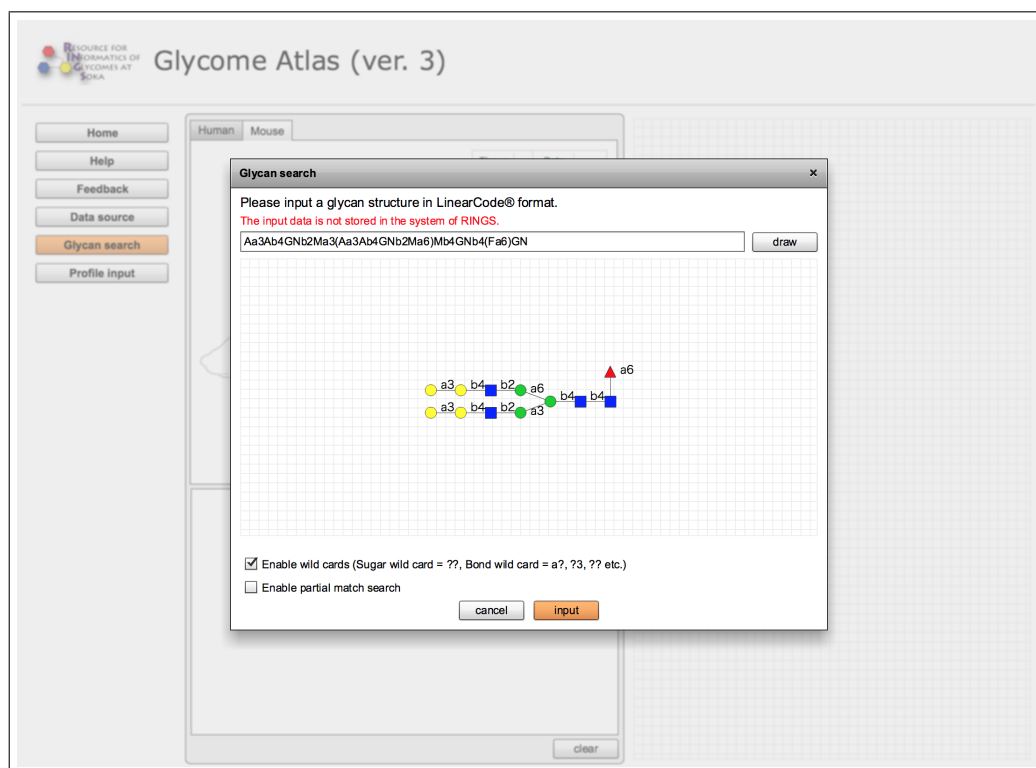 RESOURCE FOR
INFORMATICS OF
GLYCOMES AT
SOKA
Glycome Atlas (ver. 3)
Home
Help
Feedback
Data source
Glycan search
Profile input
Human Mouse
Glycan search ×
Please input a glycan structure in LinearCode® format.
The input data is not stored in the system of RINGS.
Aa3Ab4GNb2Ma3(Aa3Ab4GNb2Ma6)Mb4GNb4(Fa6)GN draw
a6
a3 b4 b2 a6 b4 b4
a3 b4 b2 a3
Enable wild cards (Sugar wild card = ??, Bond wild card = a?, ?3, ?? etc.)
Enable partial match search
cancel input
clear